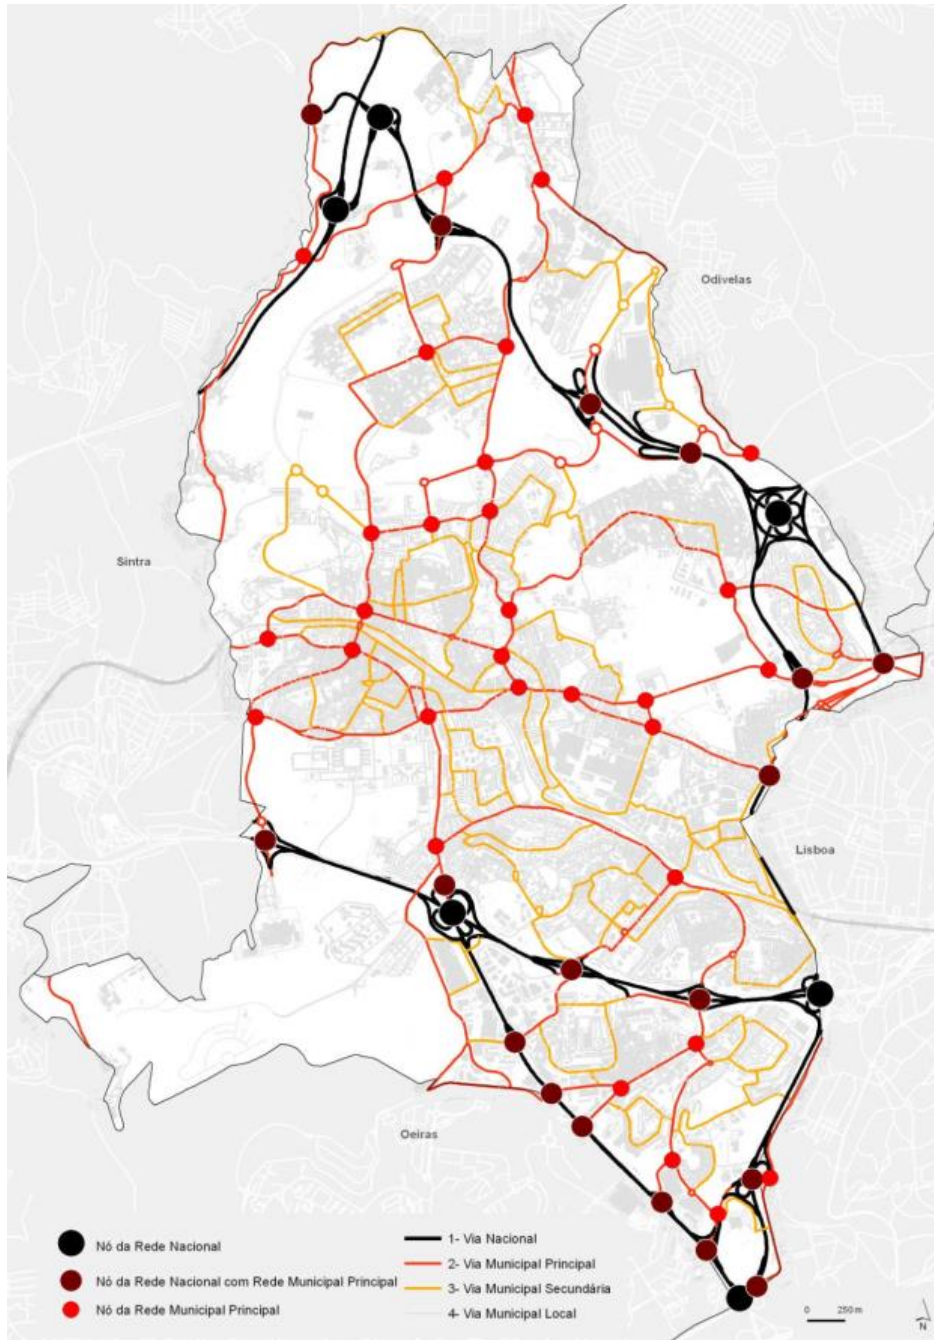 Odivelas
Sintra
Lisboa
Oeiras
Nó da Rede Nacional
Nó da Rede Nacional com Rede Municipal Principal
Nó da Rede Municipal Principal
1- Via Nacional
2- Via Municipal Principal
3- Via Municipal Secundária
4- Via Municipal Local
0 250 m
N